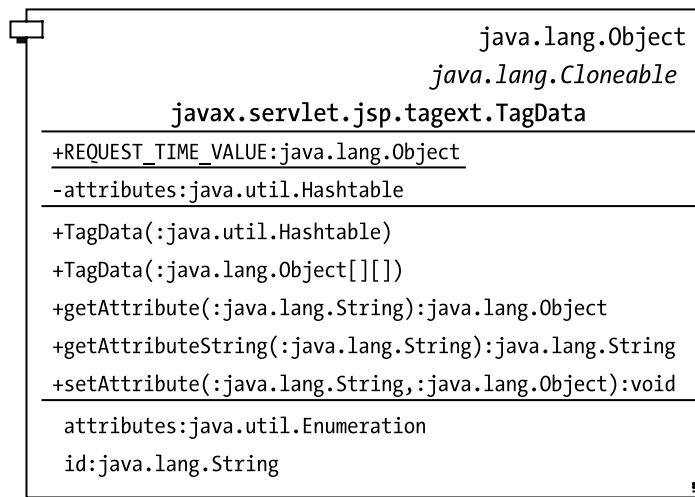 java.lang.Object
java.lang.Cloneable
javax.servlet.jsp.tagext.TagData
+REQUEST_TIME_VALUE:java.lang.Object
-attributes:java.util.Hashtable
+TagData(:java.util.Hashtable)
+TagData(:java.lang.Object[][])
+getAttribute(:java.lang.String):java.lang.Object
+getAttributeString(:java.lang.String):java.lang.String
+setAttribute(:java.lang.String,:java.lang.Object):void
attributes:java.util.Enumeration
id:java.lang.String